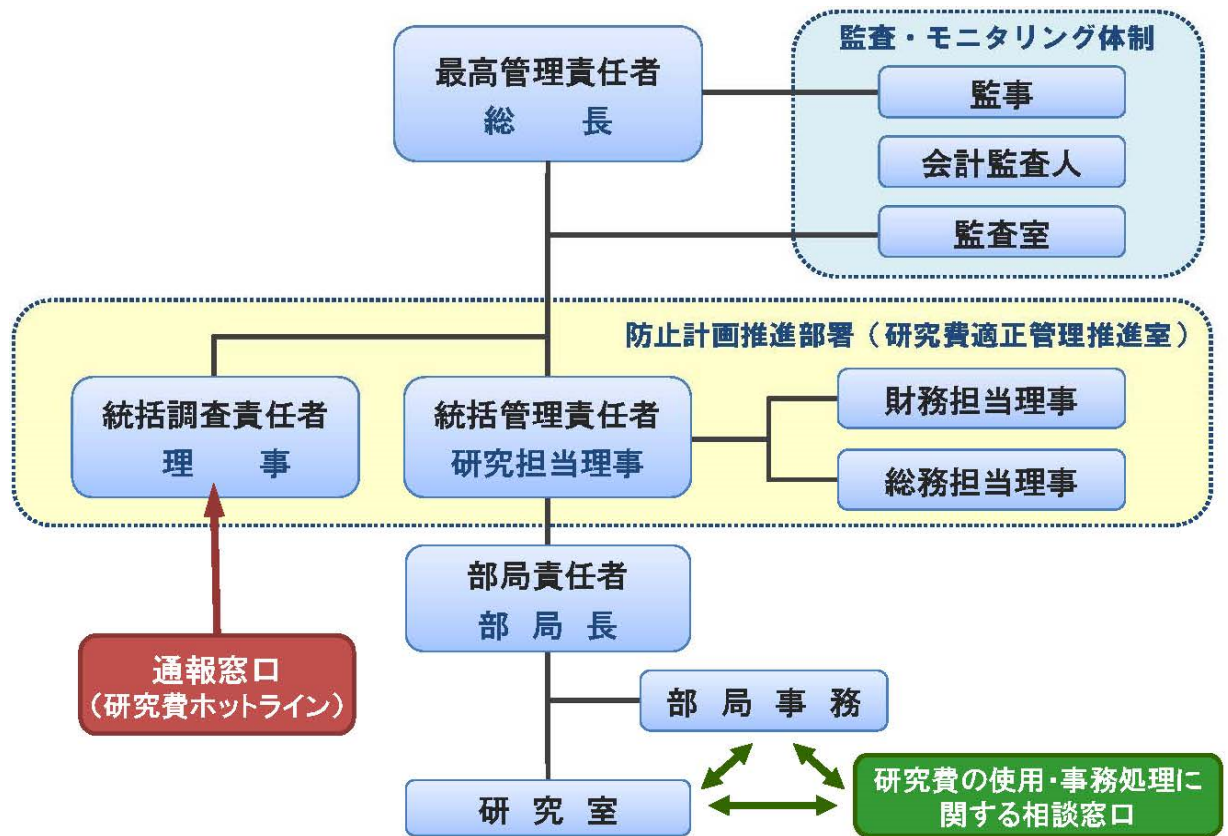 監査・モニタリング体制
最高管理責任者
総 長
監事
会計監査人
監査室
防止計画推進部署（研究費適正管理推進室）
統括調査責任者
理 事
統括管理責任者
研究担当理事
財務担当理事
総務担当理事
部局責任者
部 局 長
通報窓口
（研究費ホットライン）
部 局 事 務
研 究 室
研究費の使用・事務処理に
関する相談窓口